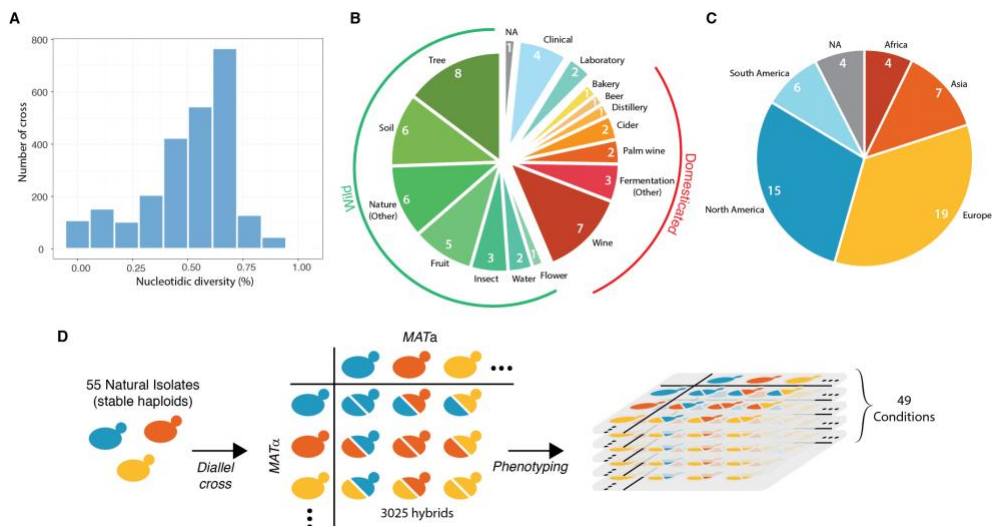 A
800
600
400
200
0
Number of cross
0.00 0.25 0.50 0.75 1.00
Nucleotidic diversity (%)
B
NA
1
Clinical
4
Laboratory
2
Bakery
1
Beer
1
Distillery
1
Cider
2
Palm wine
2
Fermentation
(Other)
3
Wine
7
Flower
1
Water
2
Insect
3
Fruit
5
Nature
(Other)
6
Soil
6
Tree
8
Wild
Domesticated
C
NA
4
Africa
4
Asia
7
Europe
19
North America
15
South America
6
D
55 Natural Isolates
(stable haploids)
Diallel
cross
MATa
MATα
3025 hybrids
Phenotyping
49
Conditions